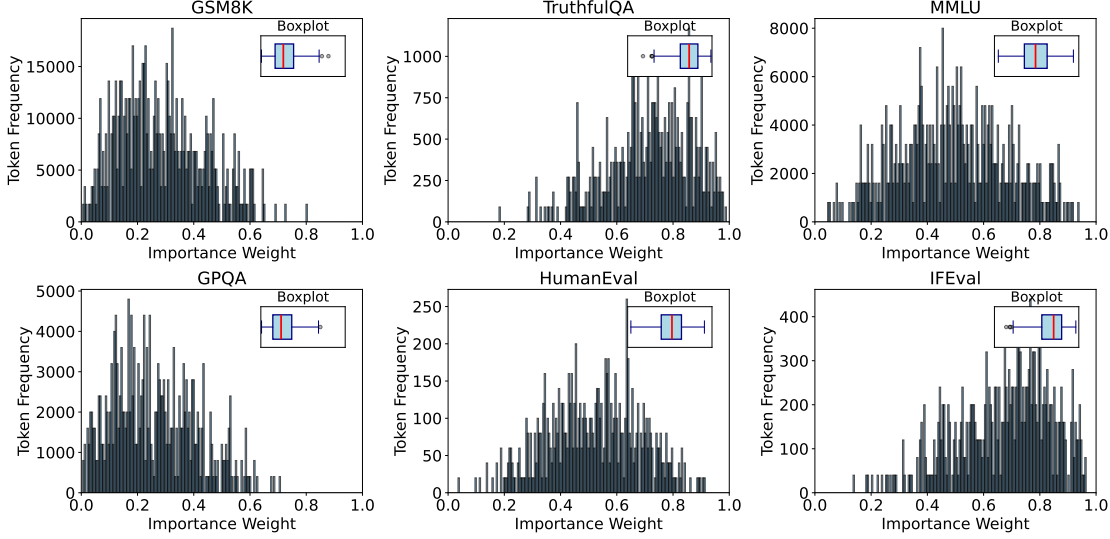 GSM8K
Boxplot
Token Frequency
15000
10000
5000
0
0.0 0.2 0.4 0.6 0.8 1.0
Importance Weight
TruthfulQA
Boxplot
Token Frequency
1000
750
500
250
0
0.0 0.2 0.4 0.6 0.8 1.0
Importance Weight
MMLU
Boxplot
Token Frequency
8000
6000
4000
2000
0
0.0 0.2 0.4 0.6 0.8 1.0
Importance Weight
GPQA
Boxplot
Token Frequency
5000
4000
3000
2000
1000
0
0.0 0.2 0.4 0.6 0.8 1.0
Importance Weight
HumanEval
Boxplot
Token Frequency
250
200
150
100
50
0
0.0 0.2 0.4 0.6 0.8 1.0
Importance Weight
IFEval
Boxplot
Token Frequency
400
300
200
100
0
0.0 0.2 0.4 0.6 0.8 1.0
Importance Weight